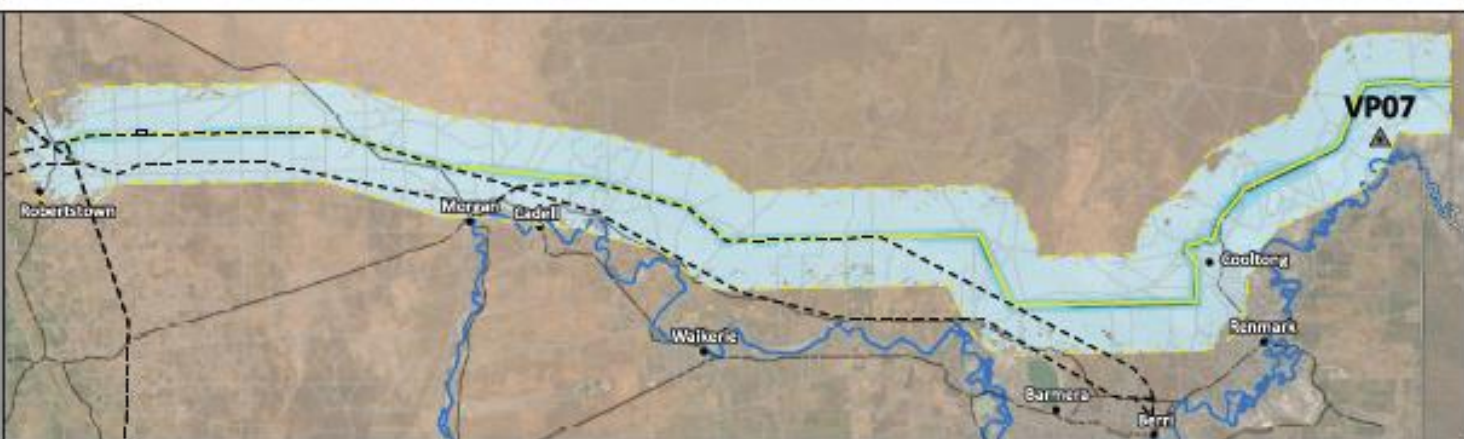 VP07
Robertstown
Morgan
Cadell
Cooltong
Renmark
Waikerie
Barmera
Berri